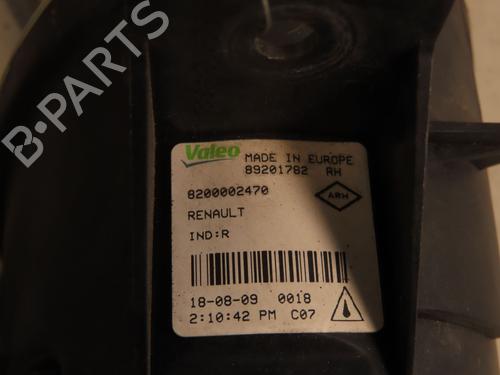 Valeo MADE IN EUROPE
89201782 RH
8200002470
ARH
RENAULT
IND:R
18-08-09 0018
2:10:42 PM C07
B-PARTS